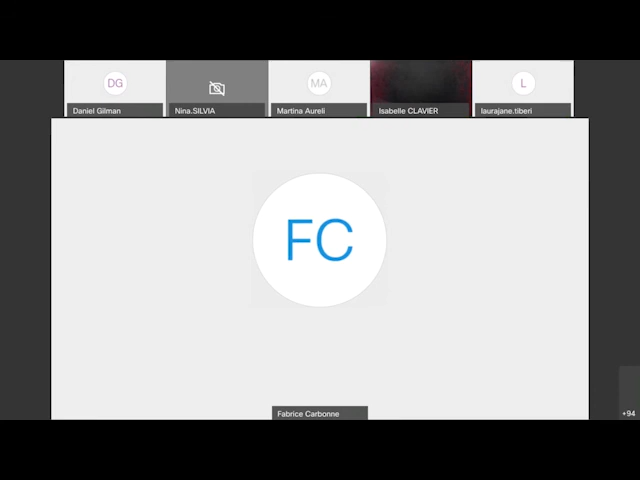 DG
MA
L
Daniel Gilman
Nina.SILVIA
Martina Aureli
Isabelle CLAVIER
laurajane.tiberi
FC
Fabrice Carbonne
+94